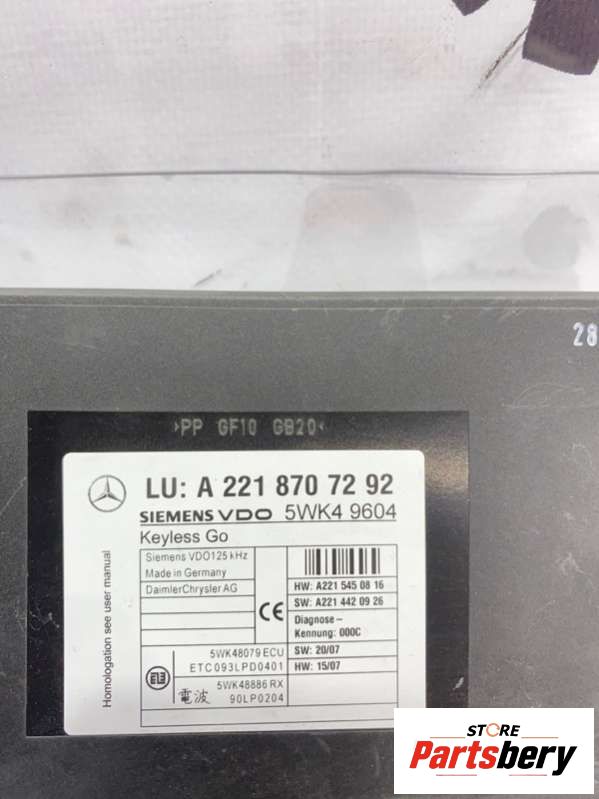 28
>PP GF10 GB20<
LU: A 221 870 72 92
SIEMENS VDO 5WK4 9604
Keyless Go
Siemens VDO125 kHz
Made in Germany
DaimlerChrysler AG
CE
HW: A221 545 08 16
SW: A221 442 09 26
Diagnose –
Kennung: 000C
SW: 20/07
HW: 15/07
5WK48079 ECU
ETC093LPD0401
5WK48886 RX
電波 90LP0204
Homologation see user manual
STORE
Partsbery